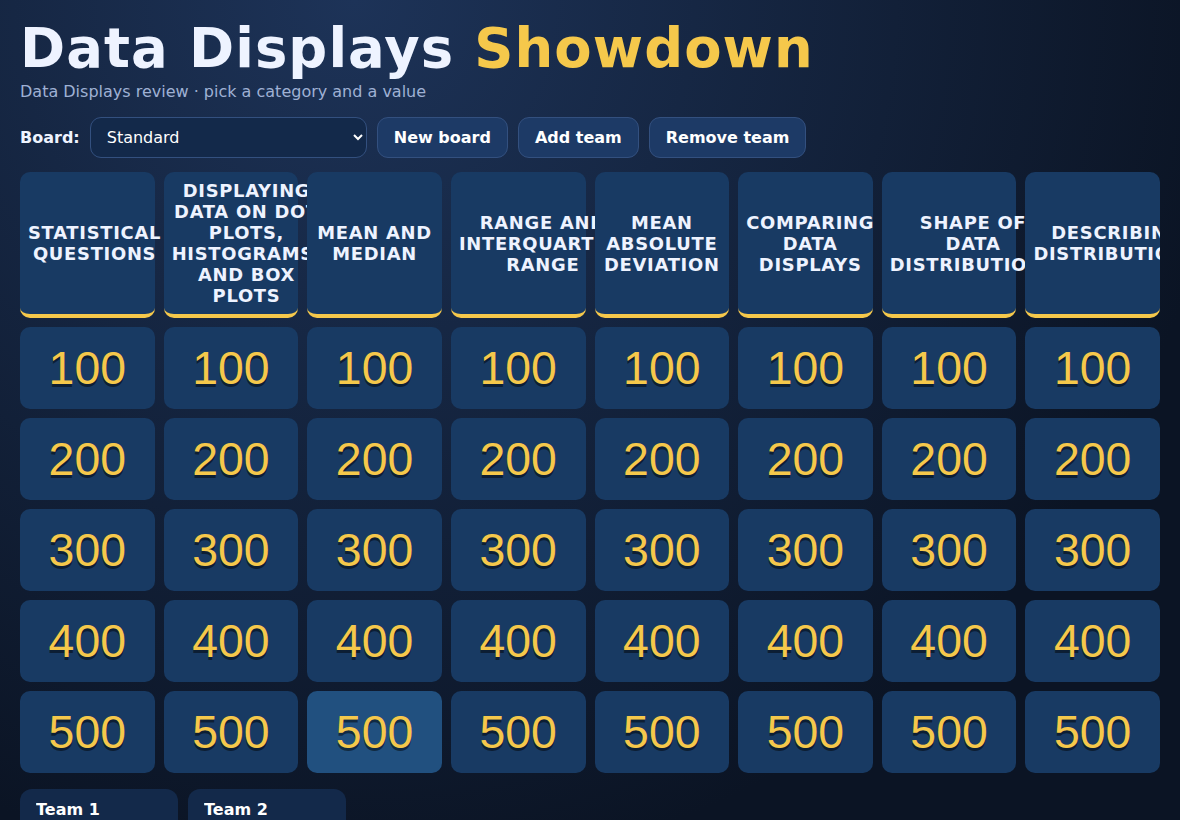 Data Displays Showdown
Data Displays review · pick a category and a value
Board: Standard New board Add team Remove team
STATISTICAL
QUESTIONS
DISPLAYING
DATA ON DOT
PLOTS,
HISTOGRAMS
AND BOX
PLOTS
MEAN AND
MEDIAN
RANGE AND
INTERQUART
RANGE
MEAN
ABSOLUTE
DEVIATION
COMPARING
DATA
DISPLAYS
SHAPE OF
DATA
DISTRIBUTIO
DESCRIBIN
DISTRIBUTIO
100 100 100 100 100 100 100 100
200 200 200 200 200 200 200 200
300 300 300 300 300 300 300 300
400 400 400 400 400 400 400 400
500 500 500 500 500 500 500 500
Team 1 Team 2